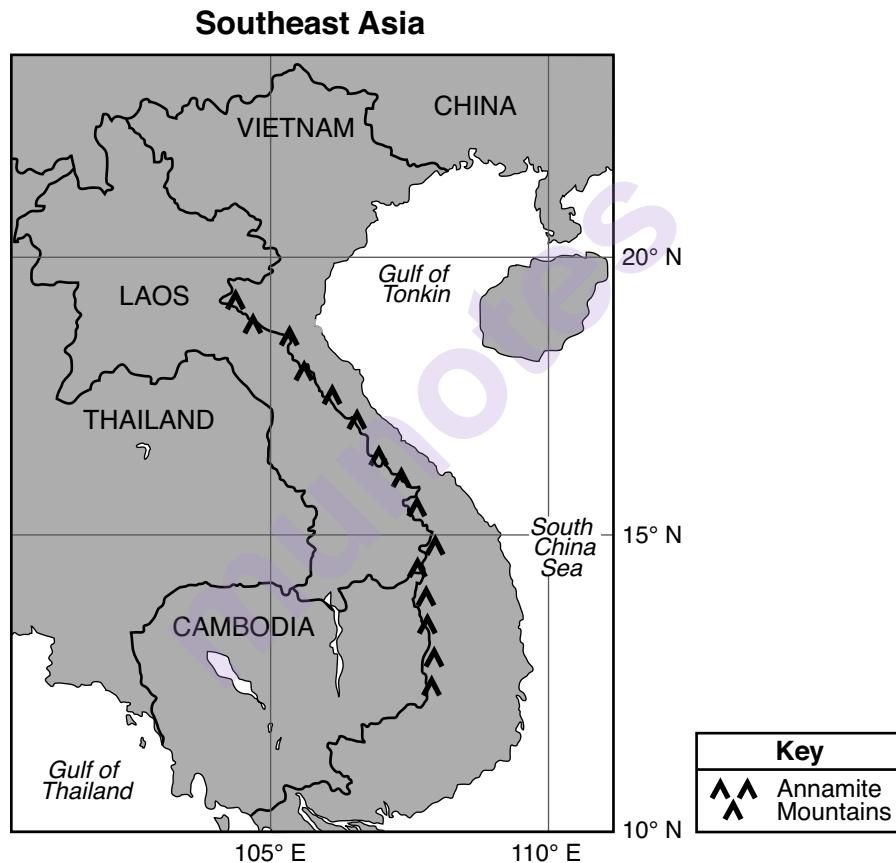 Southeast Asia
CHINA
VIETNAM
20° N
Gulf of
Tonkin
LAOS
THAILAND
South
China
Sea
15° N
CAMBODIA
Gulf of
Thailand
10° N
105° E
110° E
Key
Annamite
Mountains
munotes